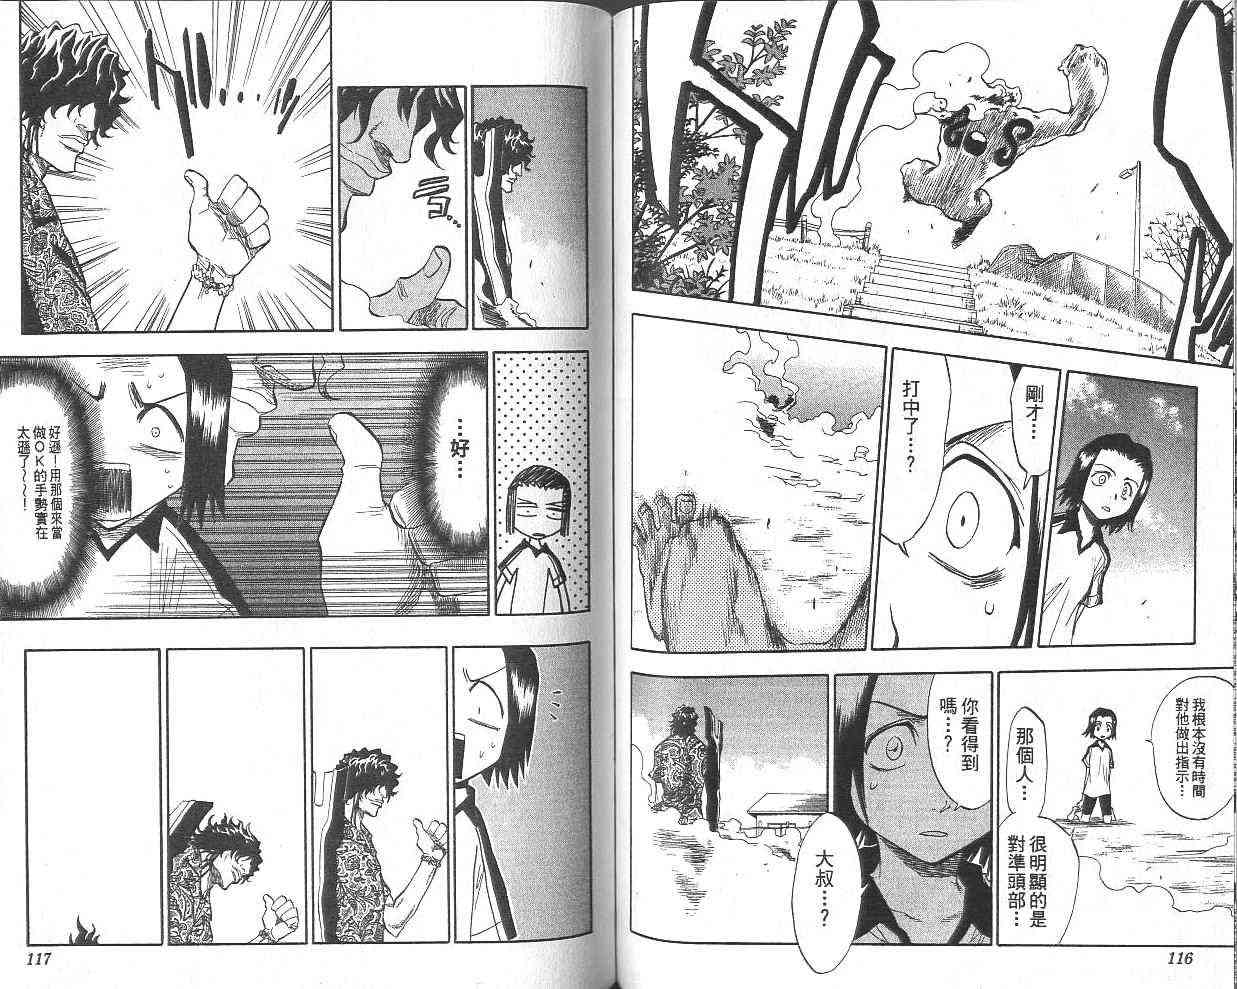 剛才…
打中了…?
我根本沒有時間
對他做出指示…
那個人…
很明顯的是
對準頭部…
你看得到
嗎…?
大叔…?
116
…好…
好遜!用那個來當
做OK的手勢實在
太遜了~~!
117